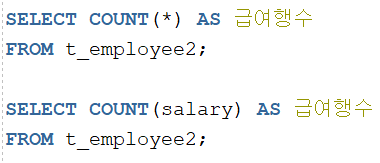 SELECT COUNT(*) AS 급여행수
FROM t_employee2;
SELECT COUNT(salary) AS 급여행수
FROM t_employee2;